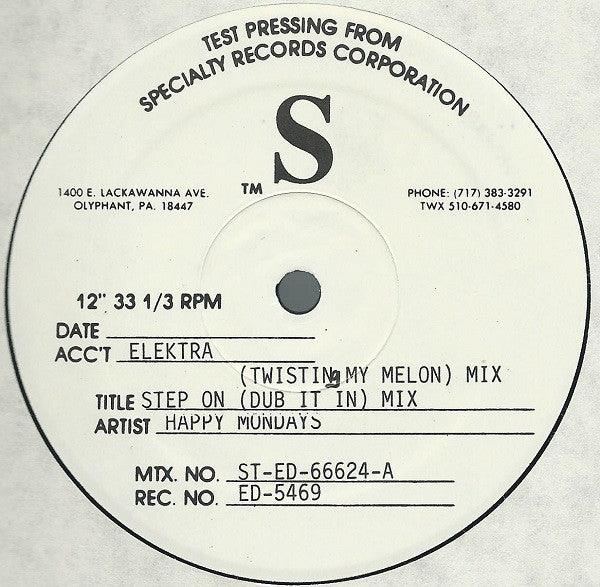 TEST PRESSING FROM
SPECIALTY RECORDS CORPORATION
S
TM
1400 E. LACKAWANNA AVE.
OLYPHANT, PA. 18447
PHONE: (717) 383-3291
TWX 510-671-4580
12" 33 1/3 RPM
DATE
ACC'T ELEKTRA
(TWISTINg MY MELON) MIX
TITLE STEP ON (DUB IT IN) MIX
ARTIST HAPPY MONDAYS
MTX. NO. ST-ED-66624-A
REC. NO. ED-5469